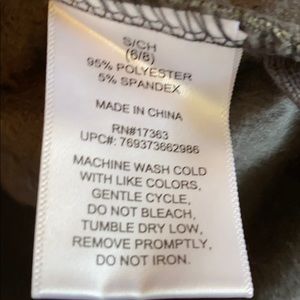 S/CH
(6/8)
95% POLYESTER
5% SPANDEX
MADE IN CHINA
RN#17363
UPC#: 769373662986
MACHINE WASH COLD
WITH LIKE COLORS,
GENTLE CYCLE,
DO NOT BLEACH,
TUMBLE DRY LOW,
REMOVE PROMPTLY,
DO NOT IRON.